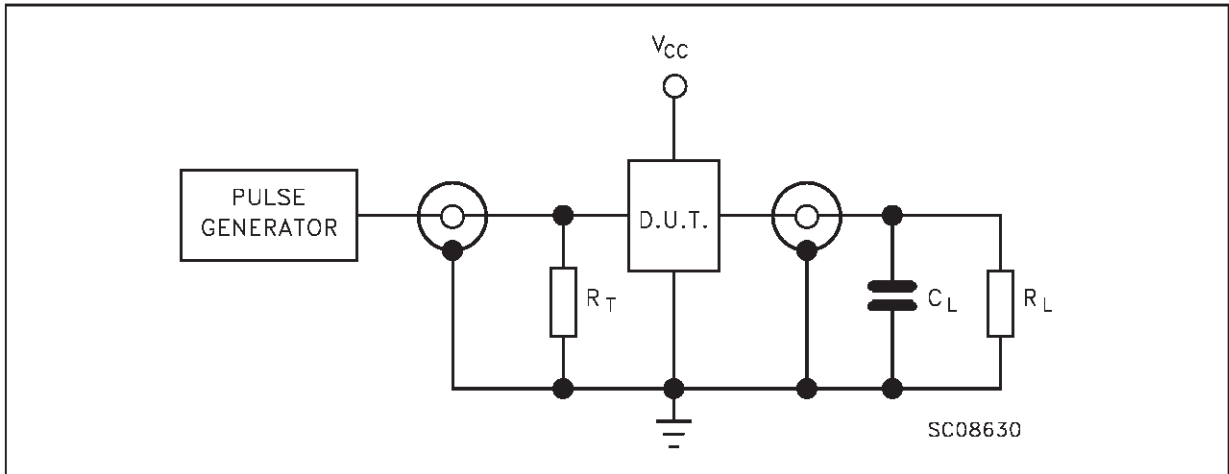 VCC
PULSE
GENERATOR
D.U.T.
RT
CL
RL
SC08630